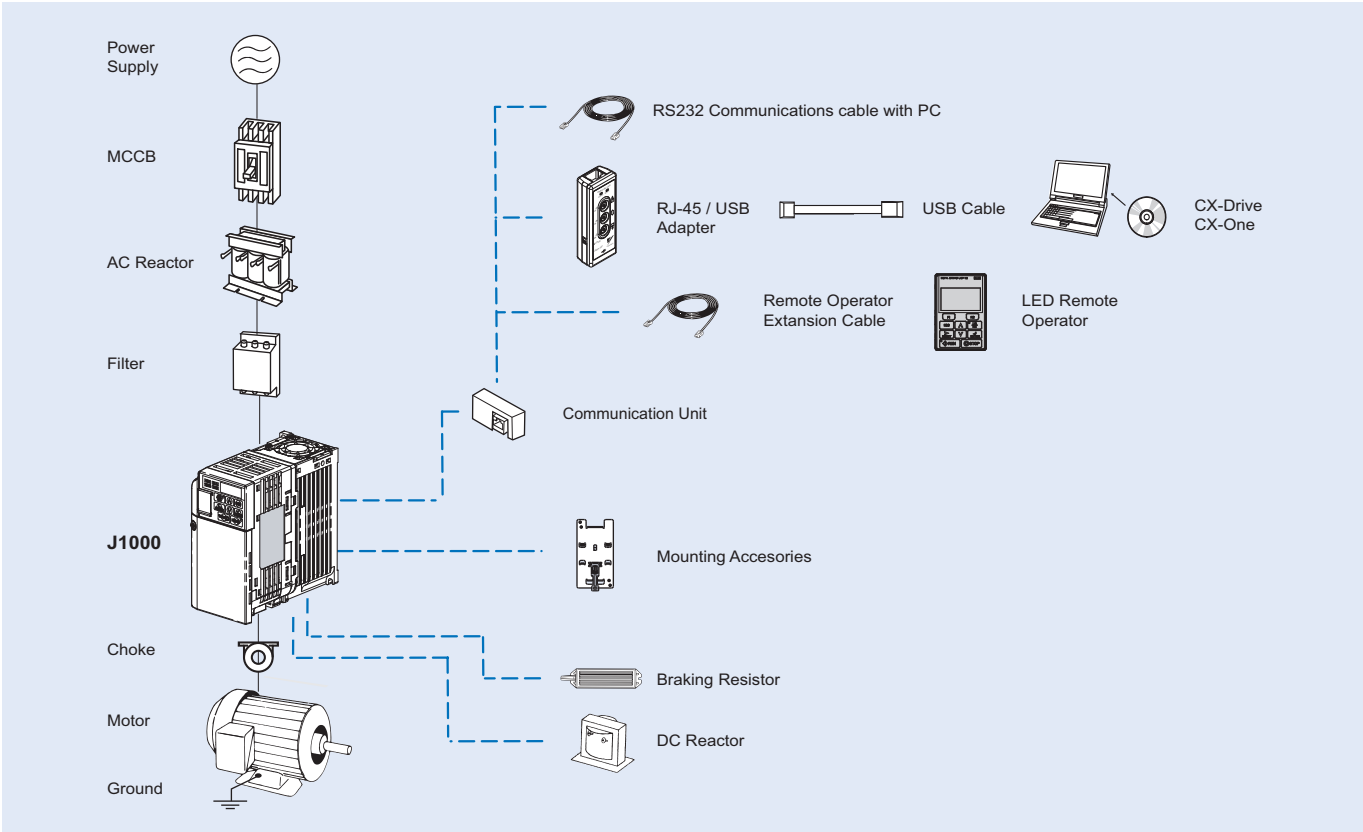 Power
Supply
MCCB
AC Reactor
Filter
J1000
Choke
Motor
Ground
RS232 Communications cable with PC
RJ-45 / USB
Adapter
USB Cable
CX-Drive
CX-One
Remote Operator
Extansion Cable
LED Remote
Operator
Communication Unit
Mounting Accesories
Braking Resistor
DC Reactor